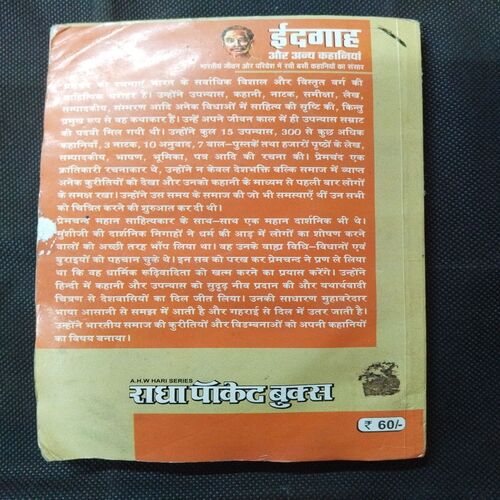 ईदगाह
और अन्य कहानियां
भारतीय जीवन और परिवेश में रची बसी कहानियों का संसार
भारत के सर्वाधिक विशाल और विस्तृत वर्ग की
साहित्यिक धरोहर है। उन्होंने उपन्यास, कहानी, नाटक, समीक्षा, लेख,
सम्पादकीय, संस्मरण आदि अनेक विधाओं में साहित्य की सृष्टि की, किन्तु
प्रमुख रूप से वह कथाकार हैं। उन्हें अपने जीवन काल में ही उपन्यास सम्राट
की पदवी मिल गयी थी। उन्होंने कुल 15 उपन्यास, 300 से कुछ अधिक
कहानियाँ, 3 नाटक, 10 अनुवाद, 7 बाल-पुस्तकें तथा हजारों पृष्ठों के लेख,
सम्पादकीय, भाषण, भूमिका, पत्र आदि की रचना की। प्रेमचंद एक
क्रांतिकारी रचनाकार थे, उन्होंने न केवल देशभक्ति बल्कि समाज में व्याप्त
अनेक कुरीतियों को देखा और उनको कहानी के माध्यम से पहली बार लोगों
के समक्ष रखा। उन्होंने उस समय के समाज की जो भी समस्याएँ थीं उन सभी
को चित्रित करने की शुरुआत कर दी थी।
प्रेमचन्द महान साहित्यकार के साथ-साथ एक महान दार्शनिक भी थे।
मुंशीजी की दार्शनिक निगाहों ने धर्म की आड़ में लोगों का शोषण करने
वालों को अच्छी तरह भाँप लिया था। वह उनके बाह्य विधि-विधानों एवं
बुराइयों को पहचान चुके थे। इन सब को परख कर प्रेमचन्द ने प्रण ले लिया
था कि वह धार्मिक रुढ़िवादिता को खत्म करने का प्रयास करेंगे। उन्होंने
हिन्दी में कहानी और उपन्यास को सुदृढ़ नीव प्रदान की और यथार्थवादी
चित्रण से देशवासियों का दिल जीत लिया। उनकी साधारण मुहाबरेदार
भाषा आसानी से समझ में आती है और गहराई से दिल में उतर जाती है।
उन्होंने भारतीय समाज की कुरीतियों और विडम्बनाओं को अपनी कहानियों
का विषय बनाया।
A.H.W HARI SERIES
राधा पॉकेट बुक्स
₹ 60/-